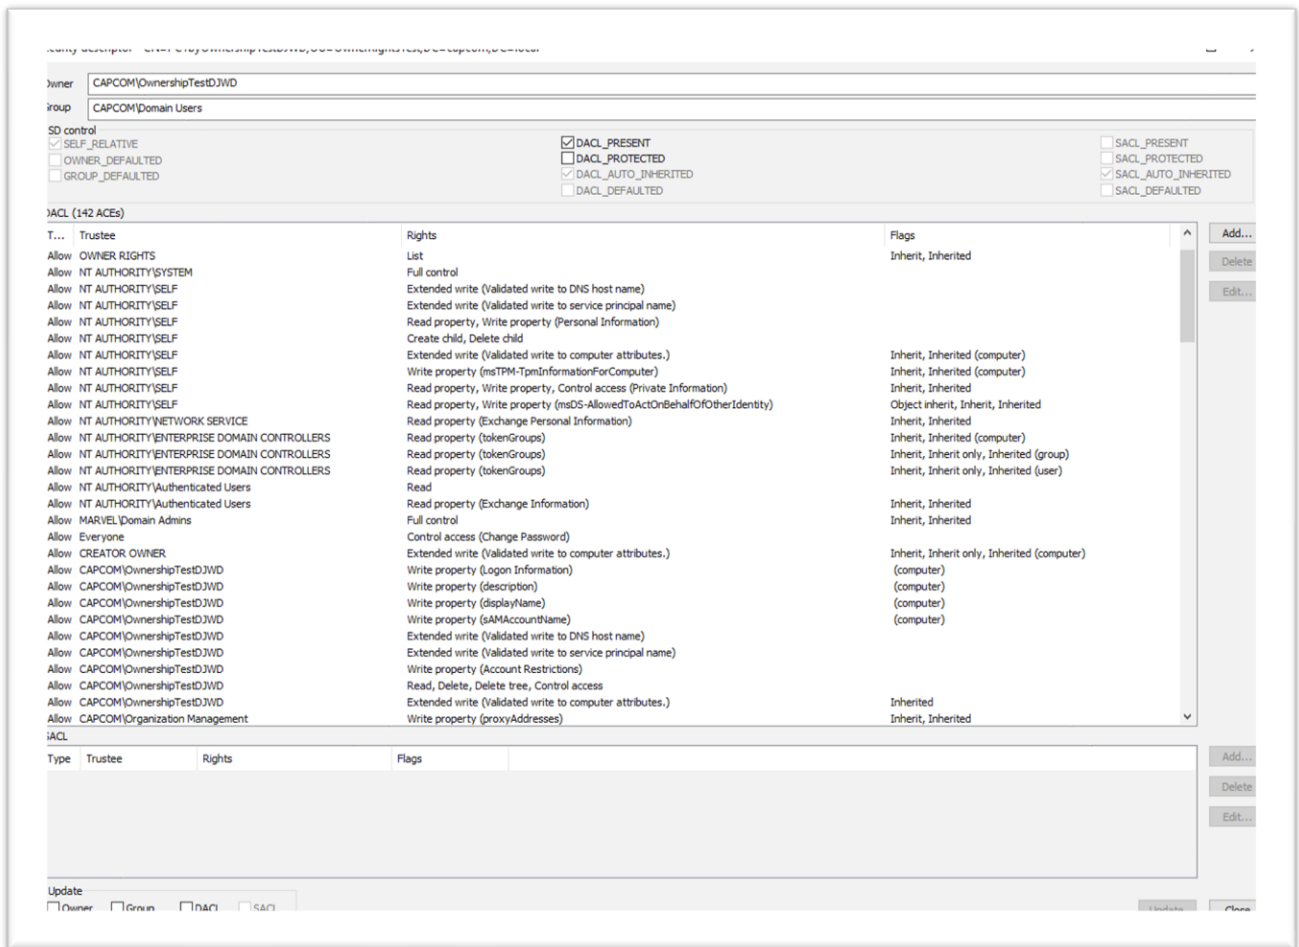 CN=PC1byOwnershipTestDJWD,OU=OwnerRightsTest,DC=capcom,DC=local
Owner CAPCOM\OwnershipTestDJWD
Group CAPCOM\Domain Users
SD control
SELF_RELATIVE DACL_PRESENT SACL_PRESENT
OWNER_DEFAULTED DACL_PROTECTED SACL_PROTECTED
GROUP_DEFAULTED DACL_AUTO_INHERITED SACL_AUTO_INHERITED
DACL_DEFAULTED SACL_DEFAULTED
DACL (142 ACEs)
T... Trustee Rights Flags Add...
Allow OWNER RIGHTS List Inherit, Inherited
Delete
Allow NT AUTHORITY\SYSTEM Full control
Allow NT AUTHORITY\SELF Extended write (Validated write to DNS host name)
Edit...
Allow NT AUTHORITY\SELF Extended write (Validated write to service principal name)
Allow NT AUTHORITY\SELF Read property, Write property (Personal Information)
Allow NT AUTHORITY\SELF Create child, Delete child
Allow NT AUTHORITY\SELF Extended write (Validated write to computer attributes.) Inherit, Inherited (computer)
Allow NT AUTHORITY\SELF Write property (msTPM-TpmInformationForComputer) Inherit, Inherited (computer)
Allow NT AUTHORITY\SELF Read property, Write property, Control access (Private Information) Inherit, Inherited
Allow NT AUTHORITY\SELF Read property, Write property (msDS-AllowedToActOnBehalfOfOtherIdentity) Object inherit, Inherit, Inherited
Allow NT AUTHORITY\NETWORK SERVICE Read property (Exchange Personal Information) Inherit, Inherited
Allow NT AUTHORITY\ENTERPRISE DOMAIN CONTROLLERS Read property (tokenGroups) Inherit, Inherited (computer)
Allow NT AUTHORITY\ENTERPRISE DOMAIN CONTROLLERS Read property (tokenGroups) Inherit, Inherit only, Inherited (group)
Allow NT AUTHORITY\ENTERPRISE DOMAIN CONTROLLERS Read property (tokenGroups) Inherit, Inherit only, Inherited (user)
Allow NT AUTHORITY\Authenticated Users Read
Allow NT AUTHORITY\Authenticated Users Read property (Exchange Information) Inherit, Inherited
Allow MARVEL\Domain Admins Full control Inherit, Inherited
Allow Everyone Control access (Change Password)
Allow CREATOR OWNER Extended write (Validated write to computer attributes.) Inherit, Inherit only, Inherited (computer)
Allow CAPCOM\OwnershipTestDJWD Write property (Logon Information) (computer)
Allow CAPCOM\OwnershipTestDJWD Write property (description) (computer)
Allow CAPCOM\OwnershipTestDJWD Write property (displayName) (computer)
Allow CAPCOM\OwnershipTestDJWD Write property (sAMAccountName) (computer)
Allow CAPCOM\OwnershipTestDJWD Extended write (Validated write to DNS host name)
Allow CAPCOM\OwnershipTestDJWD Extended write (Validated write to service principal name)
Allow CAPCOM\OwnershipTestDJWD Write property (Account Restrictions)
Allow CAPCOM\OwnershipTestDJWD Read, Delete, Delete tree, Control access
Allow CAPCOM\OwnershipTestDJWD Extended write (Validated write to computer attributes.) Inherited
Allow CAPCOM\Organization Management Write property (proxyAddresses) Inherit, Inherited
SACL
Type Trustee Rights Flags Add...
Delete
Edit...
Update
Owner Group DACL SACL Update Close